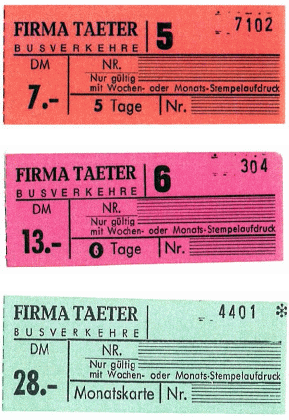 FIRMA TAETER 5 7102
BUSVERKEHRE
DM NR.
Nur gültig
mit Wochen- oder Monats-Stempelaufdruck
7.- 5 Tage Nr.
FIRMA TAETER 6 304
BUSVERKEHRE
DM NR.
Nur gültig
mit Wochen- oder Monats-Stempelaufdruck
13.- 6 Tage Nr.
FIRMA TAETER 4401 *
BUSVERKEHRE
DM NR.
Nur gültig
mit Wochen- oder Monats-Stempelaufdruck
28.- Monatskarte Nr.